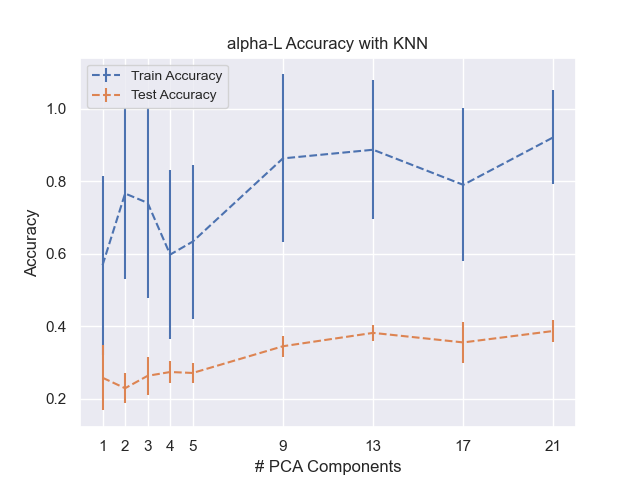 alpha-L Accuracy with KNN
Train Accuracy
Test Accuracy
1.0
0.8
0.6
0.4
0.2
Accuracy
1 2 3 4 5 9 13 17 21
# PCA Components